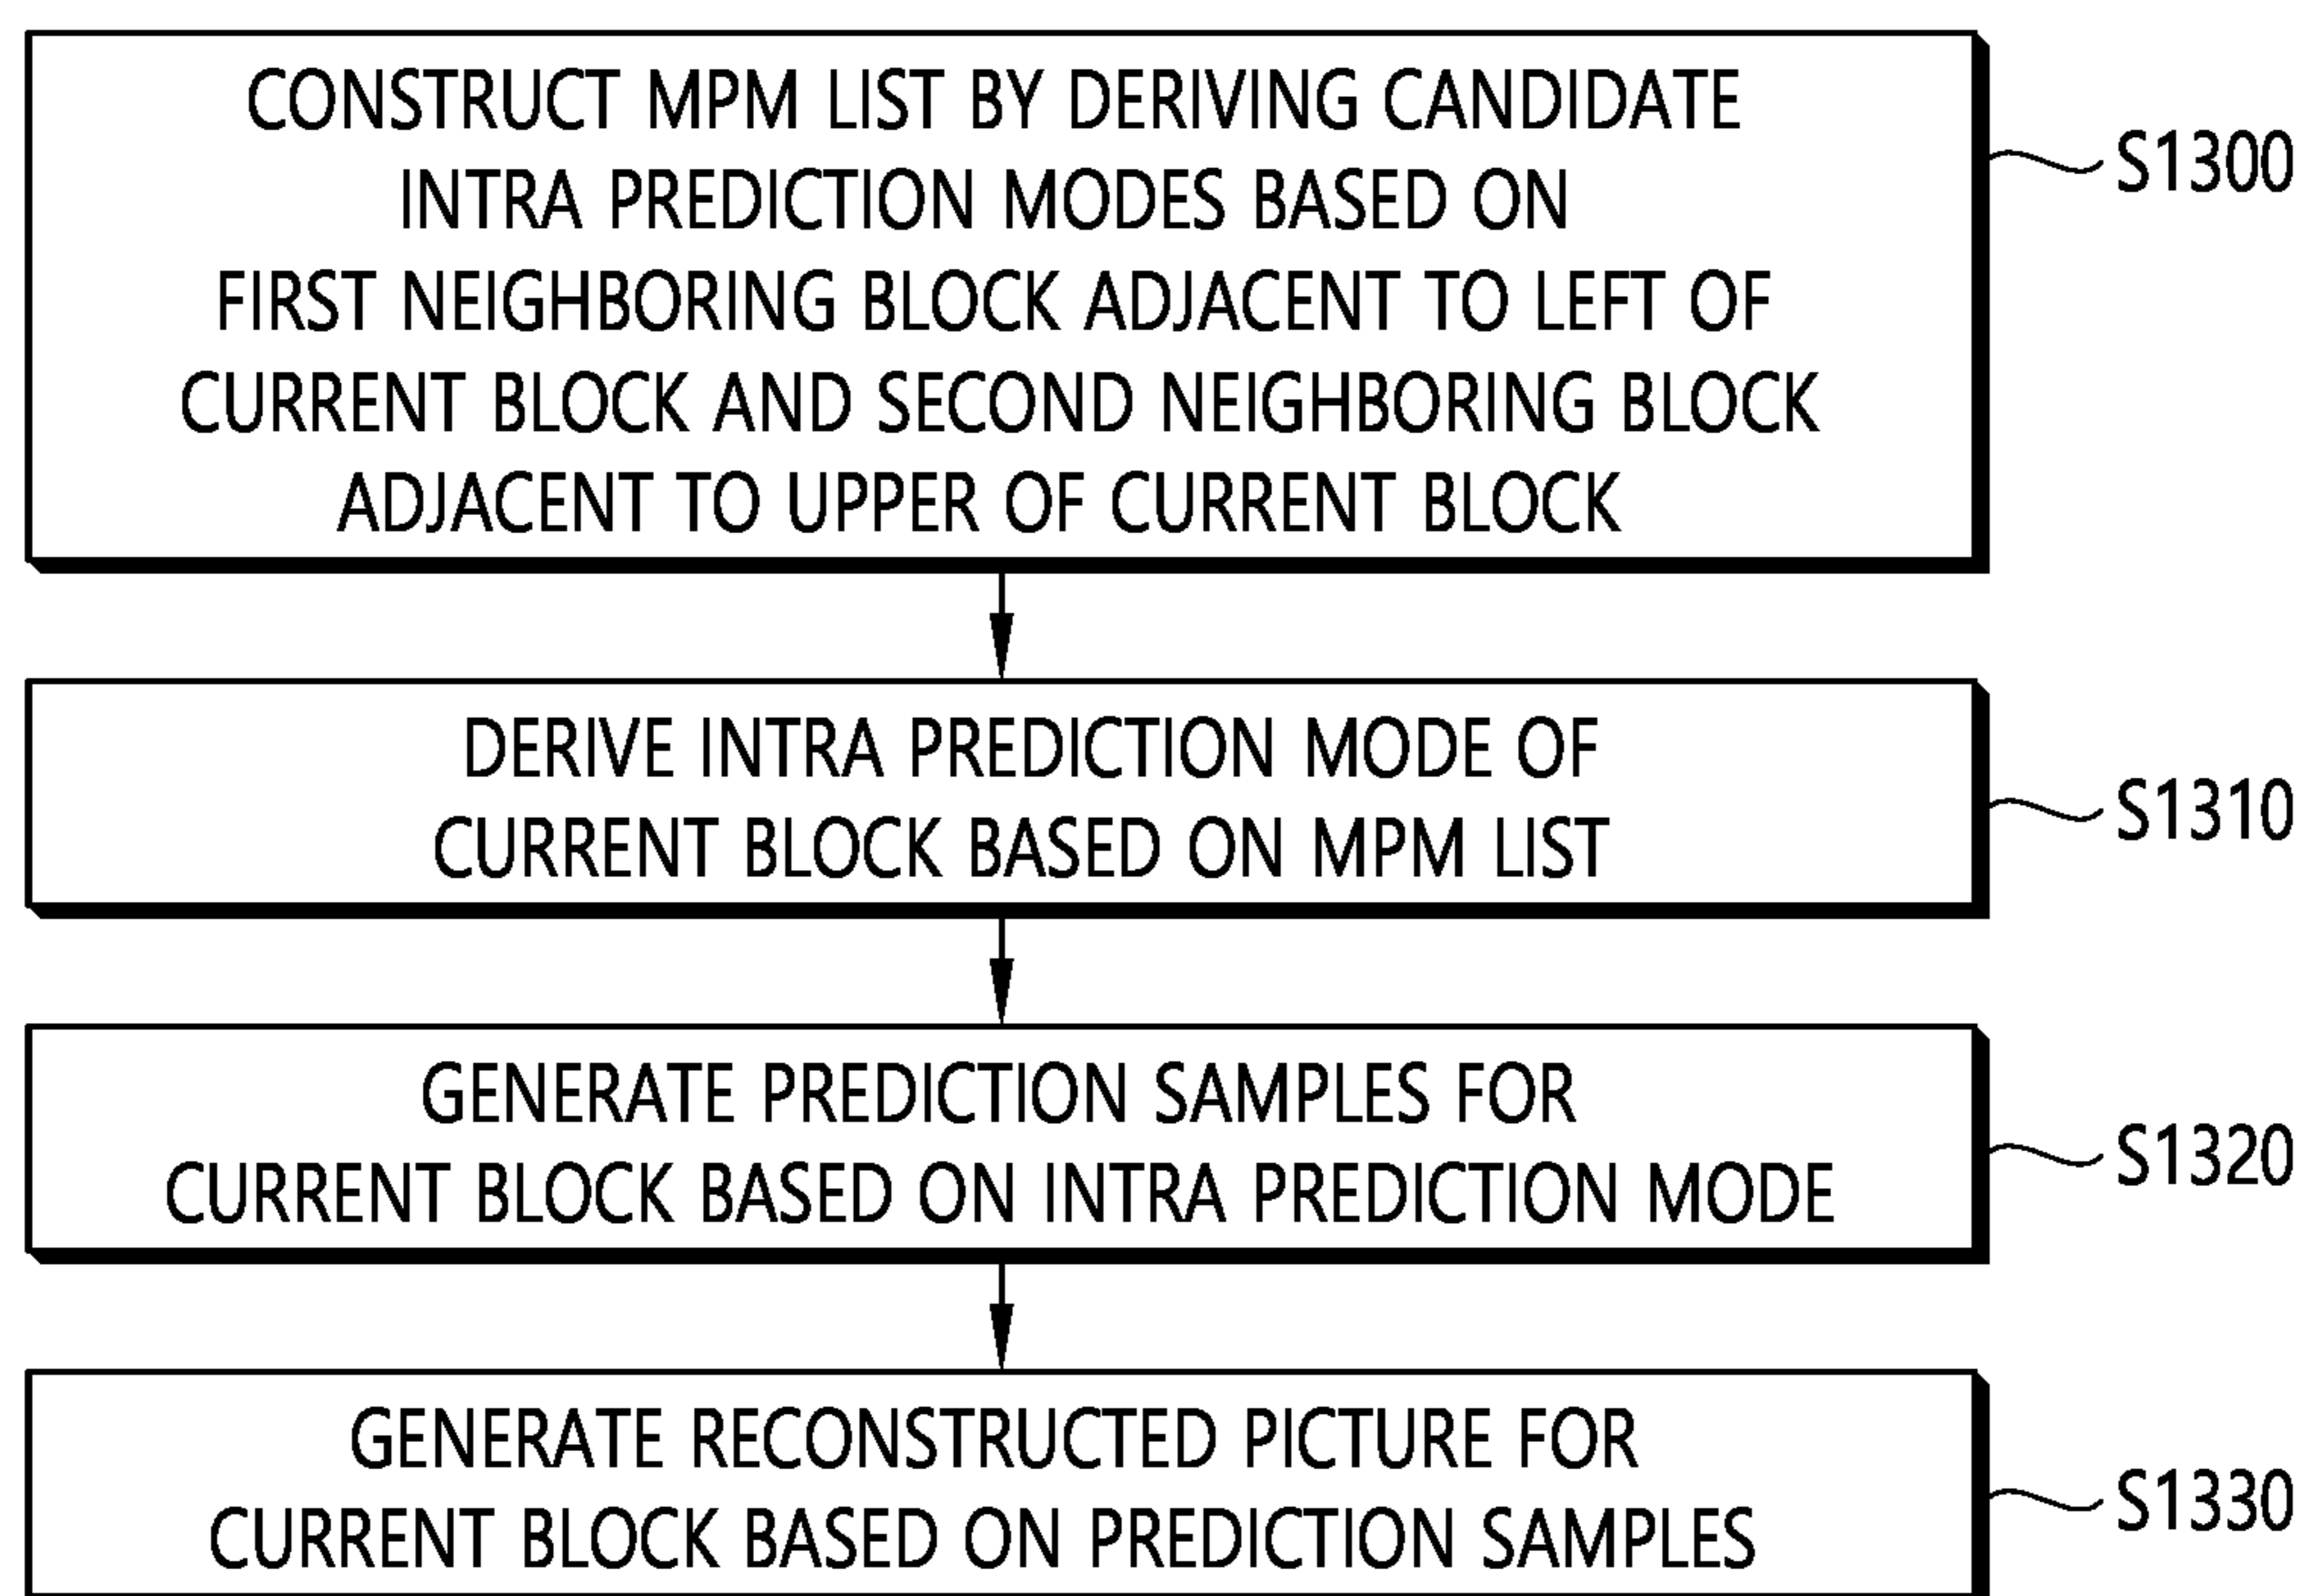 CONSTRUCT MPM LIST BY DERIVING CANDIDATE
INTRA PREDICTION MODES BASED ON
FIRST NEIGHBORING BLOCK ADJACENT TO LEFT OF
CURRENT BLOCK AND SECOND NEIGHBORING BLOCK
ADJACENT TO UPPER OF CURRENT BLOCK
S1300
DERIVE INTRA PREDICTION MODE OF
CURRENT BLOCK BASED ON MPM LIST
S1310
GENERATE PREDICTION SAMPLES FOR
CURRENT BLOCK BASED ON INTRA PREDICTION MODE
S1320
GENERATE RECONSTRUCTED PICTURE FOR
CURRENT BLOCK BASED ON PREDICTION SAMPLES
S1330